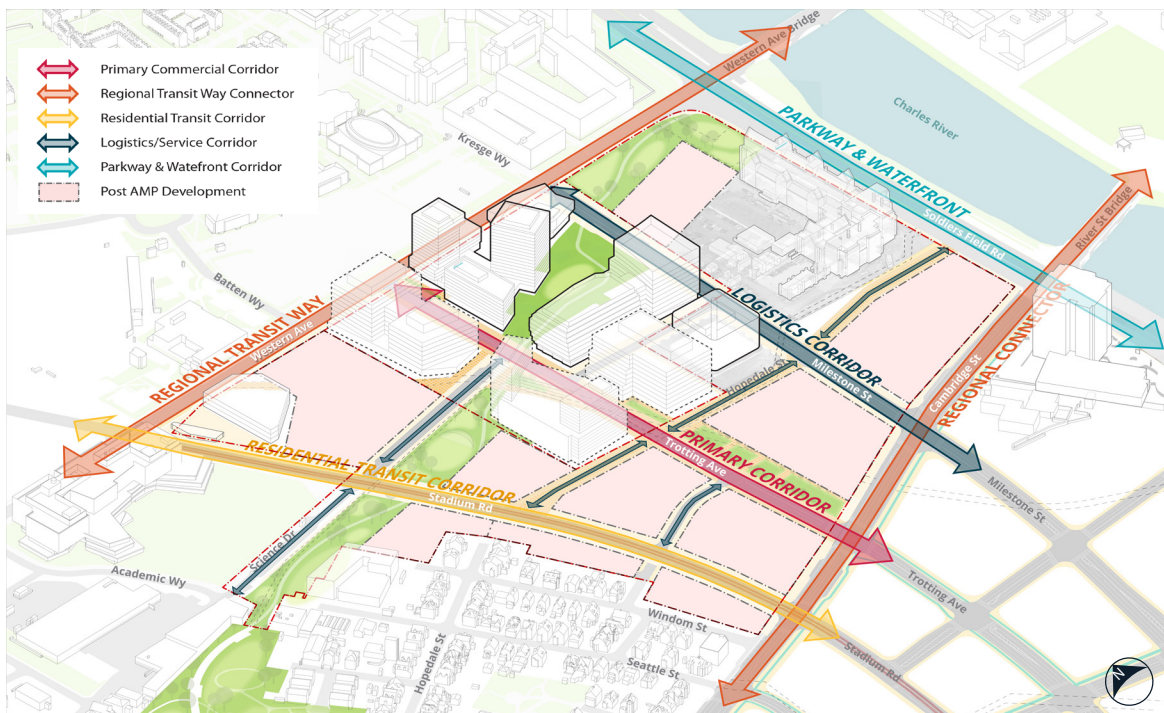 Primary Commercial Corridor
Regional Transit Way Connector
Residential Transit Corridor
Logistics/Service Corridor
Parkway & Watefront Corridor
Post AMP Development
Western Ave Bridge
Charles River
Kresge Wy
PARKWAY & WATERFRONT
Soldiers Field Rd
River St Bridge
Batten Wy
REGIONAL TRANSIT WAY
Western Ave
LOGISTICS CORRIDOR
Milestone St
Hopedale St
Cambridge St
REGIONAL CONNECTOR
PRIMARY CORRIDOR
Trotting Ave
RESIDENTIAL TRANSIT CORRIDOR
Stadium Rd
Milestone St
Science Dr
Academic Wy
Trotting Ave
Windom St
Hopedale St
Seattle St
Stadium Rd
N